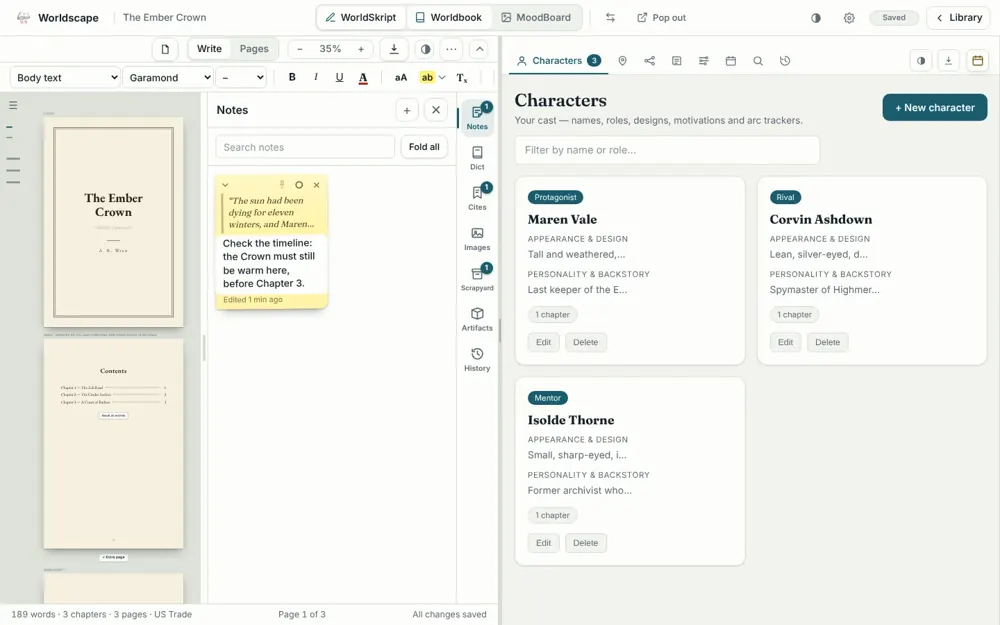 Worldscape
The Ember Crown
WorldSkript
Worldbook
MoodBoard
Pop out
Saved
Library
Write
Pages
− 35% +
Body text
Garamond
–
B I U A aA ab Tx
Notes
+ ×
Search notes
Fold all
"The sun had been
dying for eleven
winters, and Maren...
Check the timeline:
the Crown must still
be warm here,
before Chapter 3.
Edited 1 min ago
The Ember
Crown
Contents
+ Extra page
1
Notes
Dict
1
Cites
Images
1
Scrapyard
Artifacts
History
189 words · 3 chapters · 3 pages · US Trade
Page 1 of 3
All changes saved
Characters 3
Characters
Your cast — names, roles, designs, motivations and arc trackers.
+ New character
Filter by name or role...
Protagonist
Maren Vale
APPEARANCE & DESIGN
Tall and weathered,...
PERSONALITY & BACKSTORY
Last keeper of the E...
1 chapter
Edit
Delete
Rival
Corvin Ashdown
APPEARANCE & DESIGN
Lean, silver-eyed, d...
PERSONALITY & BACKSTORY
Spymaster of Highmer...
1 chapter
Edit
Delete
Mentor
Isolde Thorne
APPEARANCE & DESIGN
Small, sharp-eyed, i...
PERSONALITY & BACKSTORY
Former archivist who...
1 chapter
Edit
Delete